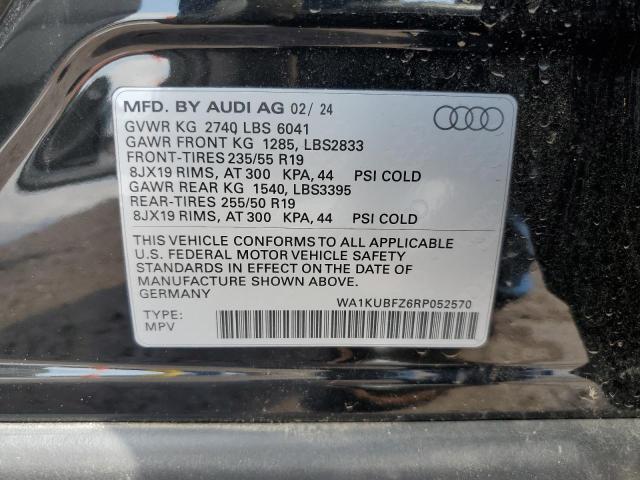 MFD. BY AUDI AG 02/ 24
GVWR KG 2740 LBS 6041
GAWR FRONT KG 1285, LBS2833
FRONT-TIRES 235/55 R19
8JX19 RIMS, AT 300 KPA, 44 PSI COLD
GAWR REAR KG 1540, LBS3395
REAR-TIRES 255/50 R19
8JX19 RIMS, AT 300 KPA, 44 PSI COLD
THIS VEHICLE CONFORMS TO ALL APPLICABLE
U.S. FEDERAL MOTOR VEHICLE SAFETY
STANDARDS IN EFFECT ON THE DATE OF
MANUFACTURE SHOWN ABOVE.
GERMANY
WA1KUBFZ6RP052570
TYPE:
MPV